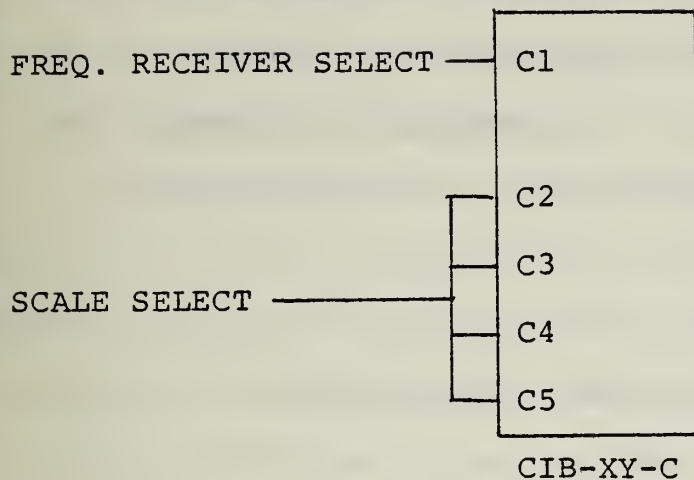 FREQ. RECEIVER SELECT C1
C2
C3
SCALE SELECT
C4
C5
CIB-XY-C